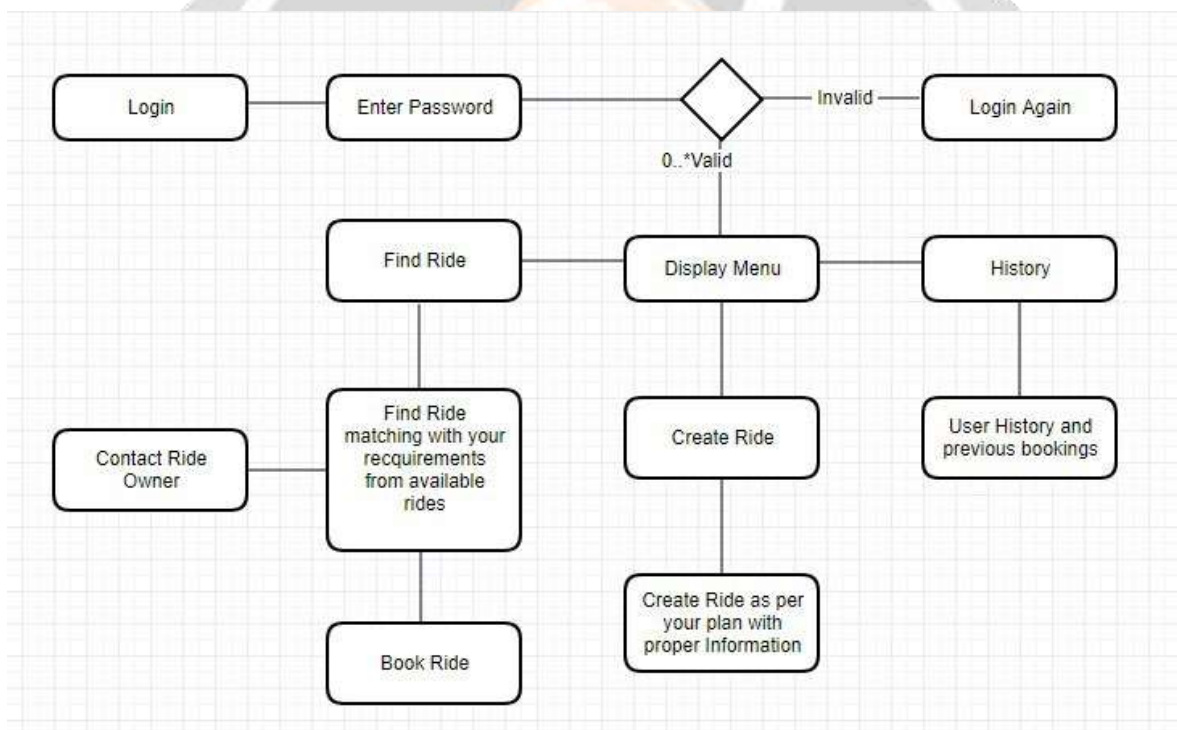 Login
Enter Password
Invalid
Login Again
0..*Valid
Find Ride
Display Menu
History
Find Ride
matching with your
recquirements
from available
rides
Contact Ride
Owner
Create Ride
User History and
previous bookings
Create Ride as per
your plan with
proper Information
Book Ride